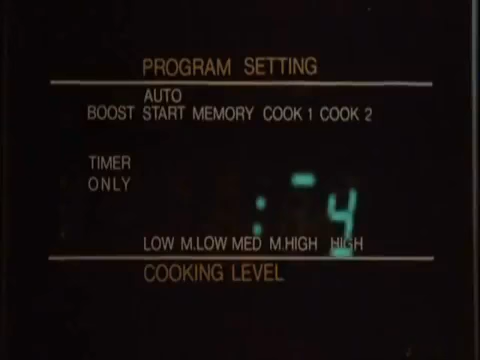 PROGRAM SETTING
AUTO
BOOST START MEMORY COOK 1 COOK 2
TIMER
ONLY
: 4
LOW M.LOW MED M.HIGH HIGH
COOKING LEVEL